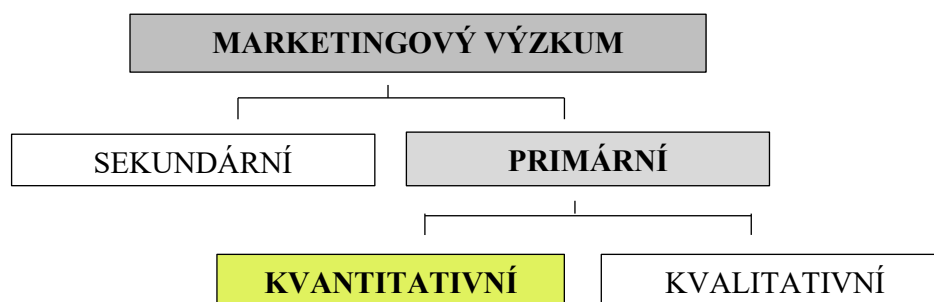 MARKETINGOVÝ VÝZKUM
SEKUNDÁRNÍ
PRIMÁRNÍ
KVANTITATIVNÍ
KVALITATIVNÍ